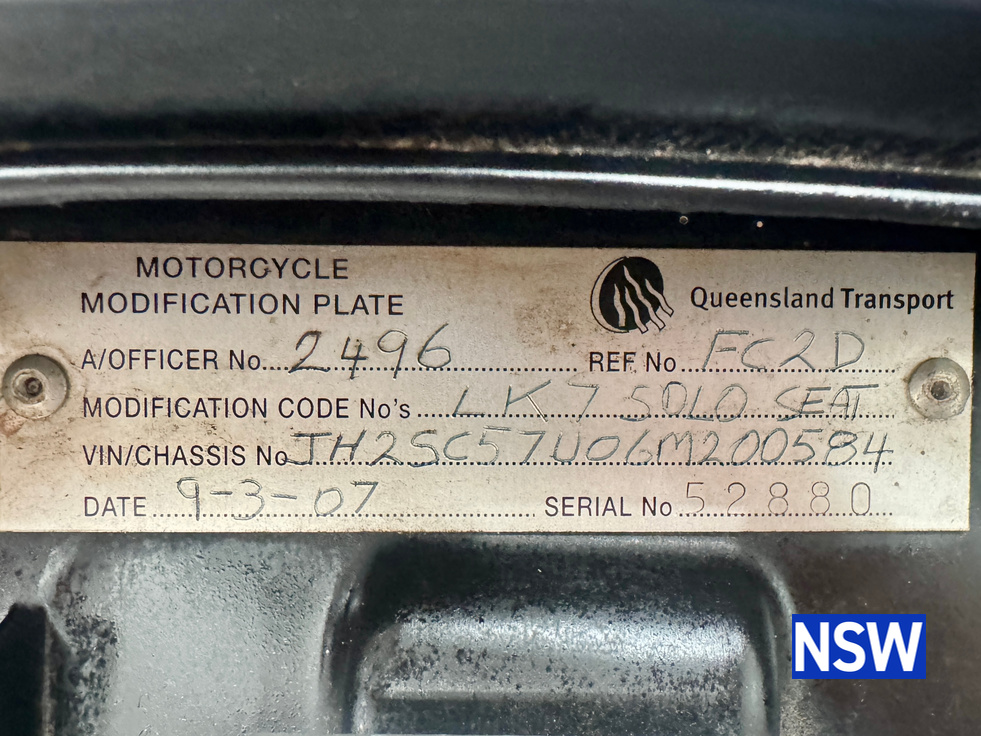 MOTORCYCLE
MODIFICATION PLATE
Queensland Transport
A/OFFICER No 2496 REF No FC2D
MODIFICATION CODE No's LK7 SOLO SEAT
VIN/CHASSIS No JH2SC57U06M200584
DATE 9-3-07 SERIAL No 52880
NSW